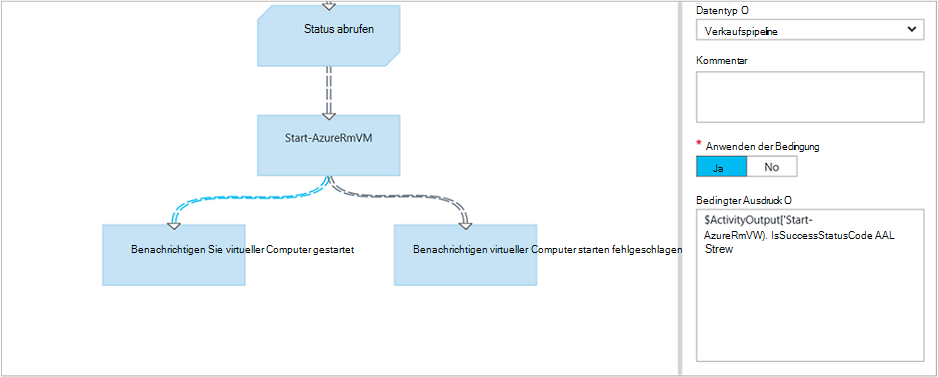 Status abrufen
Start-AzureRmVM
Benachrichtigen Sie virtueller Computer gestartet
Benachrichtigen virtueller Computer starten fehlgeschlagen
Datentyp O
Verkaufspipeline
Kommentar
* Anwenden der Bedingung
Ja No
Bedingter Ausdruck O
$ActivityOutput['Start-
AzureRmVW). IsSuccessStatusCode AAL
Strew